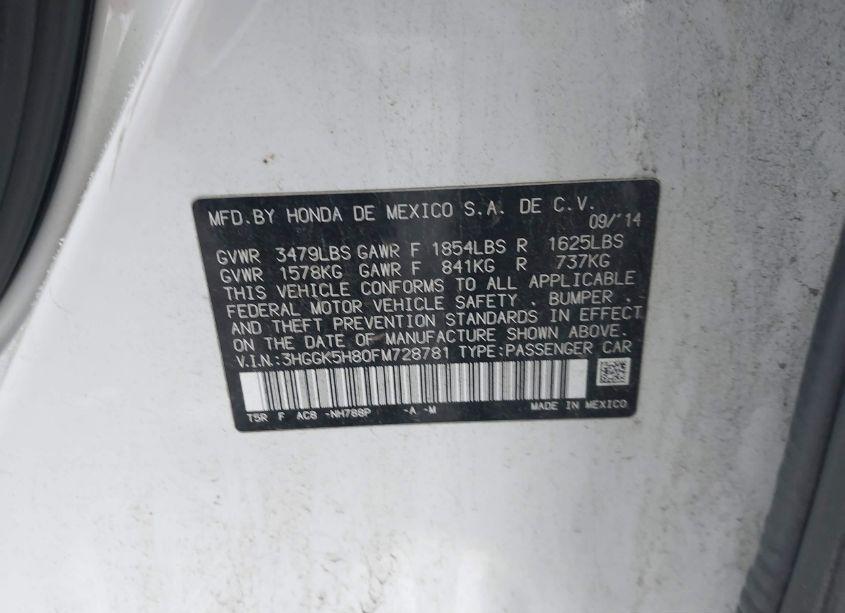 MFD.BY HONDA DE MEXICO S.A. DE C.V.
09/'14
GVWR 3479LBS GAWR F 1854LBS R 1625LBS
GVWR 1578KG GAWR F 841KG R 737KG
THIS VEHICLE CONFORMS TO ALL APPLICABLE
FEDERAL MOTOR VEHICLE SAFETY , BUMPER ,
AND THEFT PREVENTION STANDARDS IN EFFECT
ON THE DATE OF MANUFACTURE SHOWN ABOVE.
V.I.N.:3HGGK5H80FM728781 TYPE:PASSENGER CAR
T5R F AC8 -NH788P -A -M MADE IN MEXICO